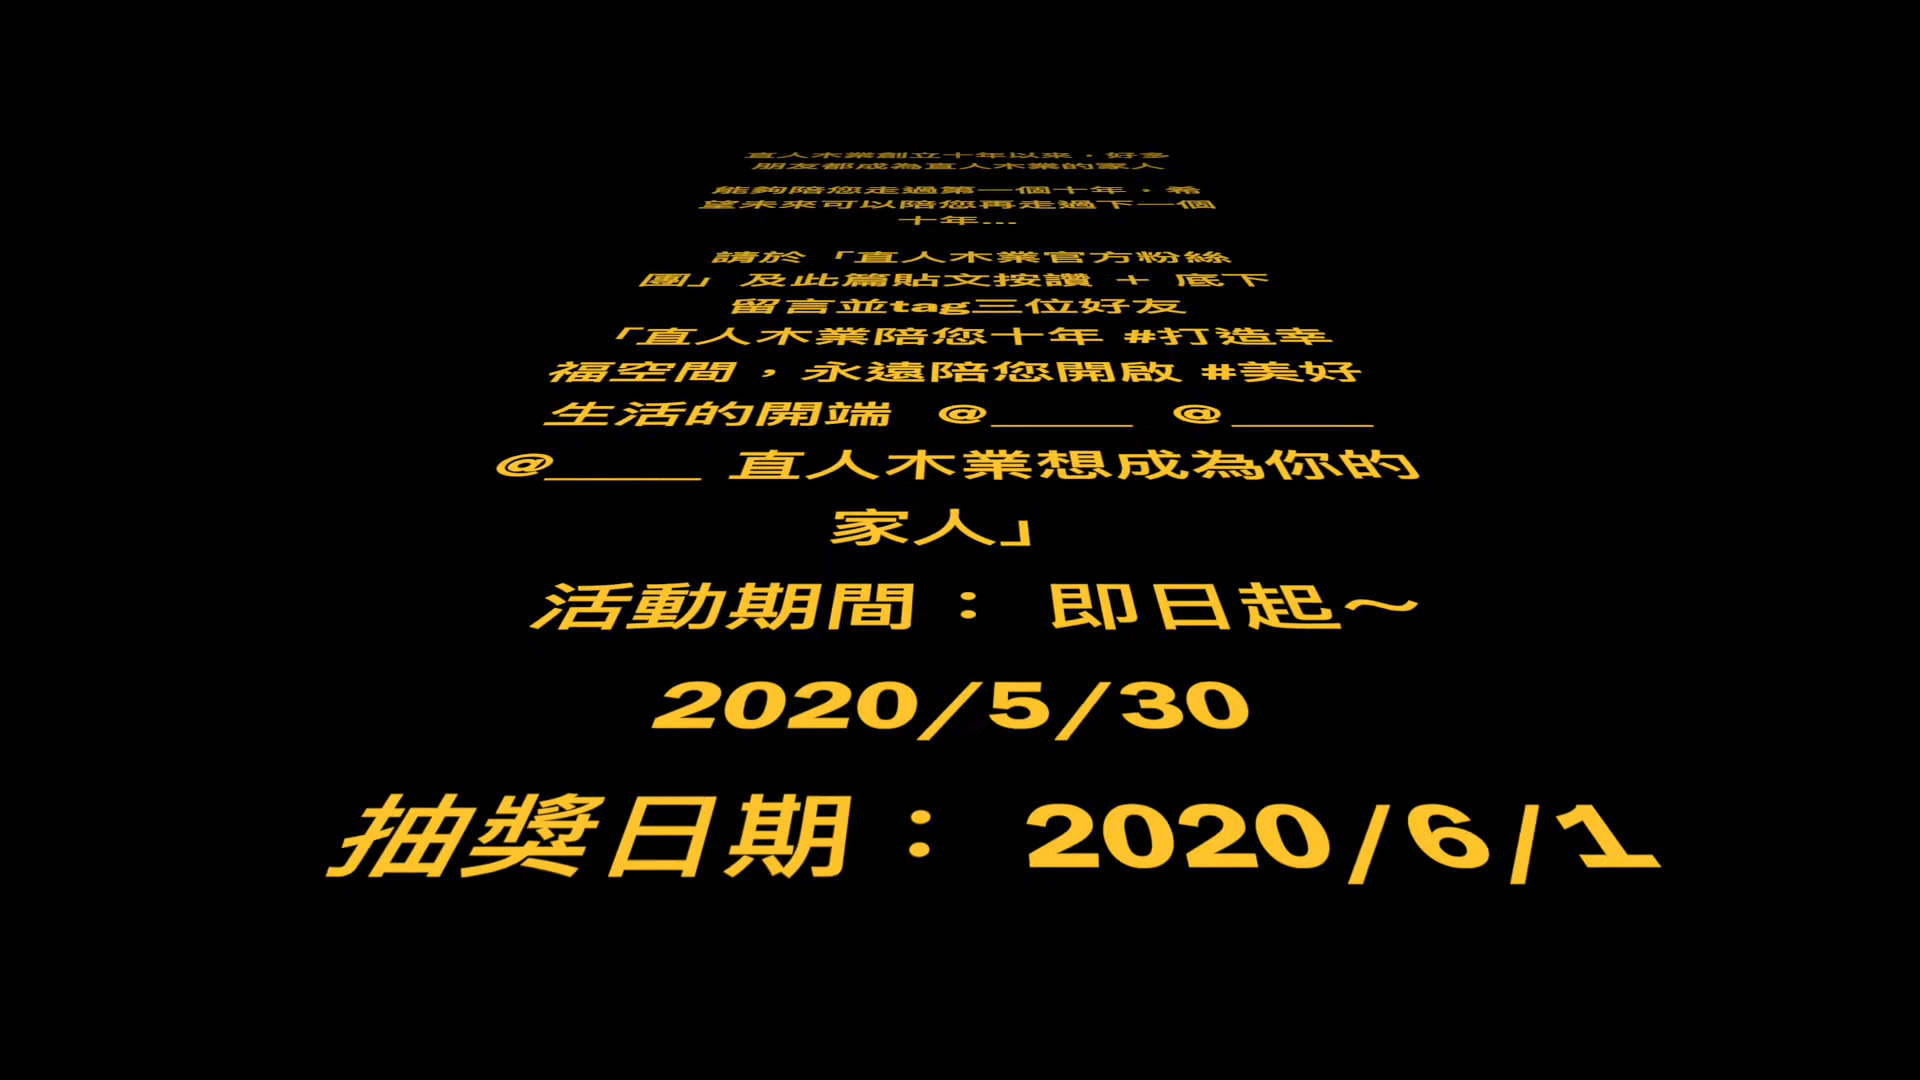 直人木業創立十年以來，好多
朋友都成為直人木業的家人
能夠陪您走過第一個十年，希
望未來可以陪您再走過下一個
十年...
請於「直人木業官方粉絲
團」及此篇貼文按讚 + 底下
留言並tag三位好友
「直人木業陪您十年 #打造幸
福空間，永遠陪您開啟 #美好
生活的開端 @______ @______
@______ 直人木業想成為你的
家人」
活動期間： 即日起～
2020/5/30
抽獎日期： 2020/6/1